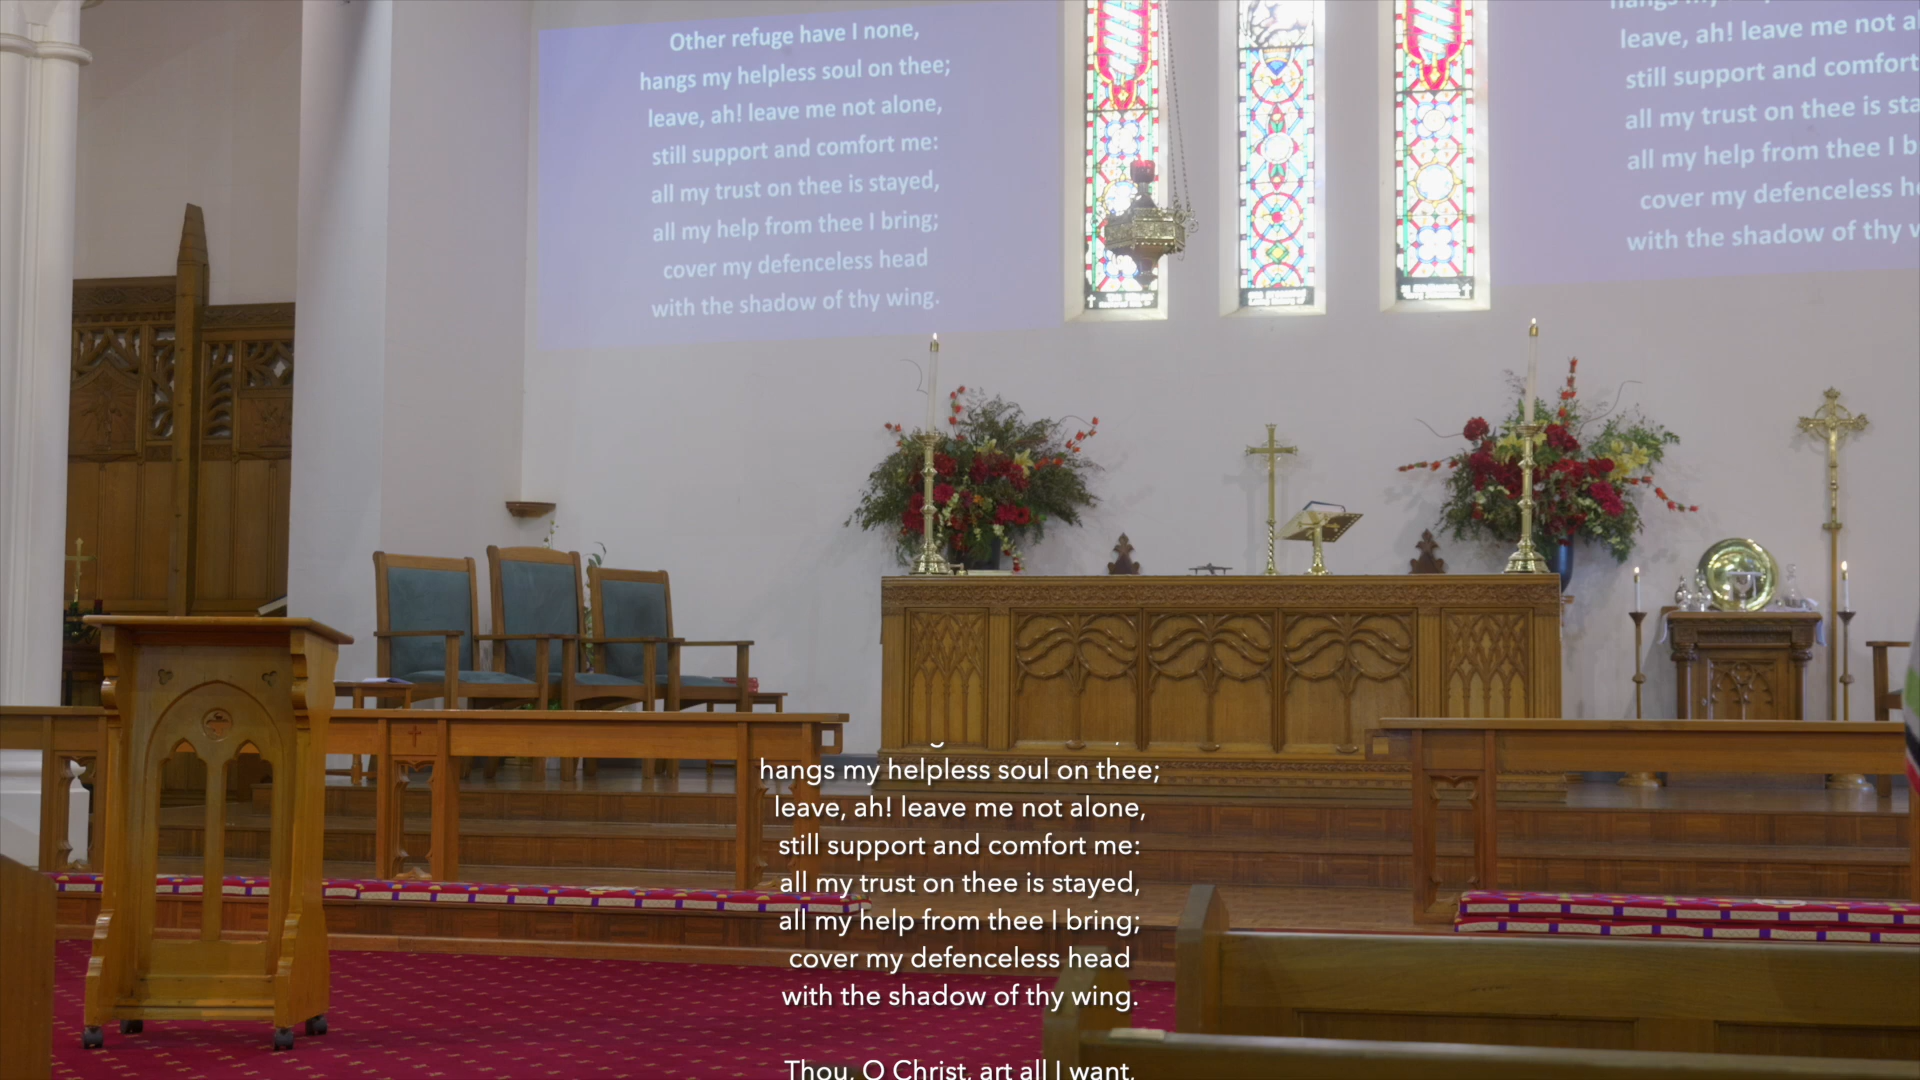 Other refuge have I none,
hangs my helpless soul on thee;
leave, ah! leave me not alone,
still support and comfort me:
all my trust on thee is stayed,
all my help from thee I bring;
cover my defenceless head
with the shadow of thy wing.
leave, ah! leave me not
still support and comfort
all my trust on thee is
all my help from thee I
cover my defenceless
with the shadow of thy
hangs my helpless soul on thee;
leave, ah! leave me not alone,
still support and comfort me:
all my trust on thee is stayed,
all my help from thee I bring;
cover my defenceless head
with the shadow of thy wing.
Thou, O Christ, art all I want,